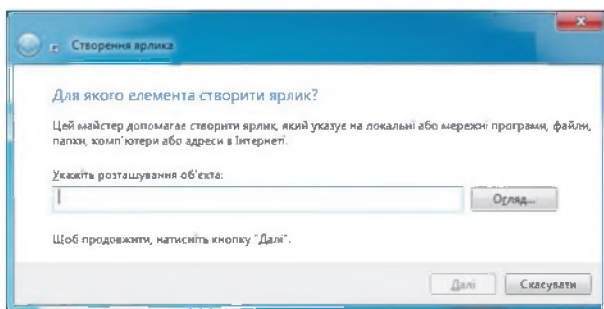 Створення ярлика
Для якого елемента створити ярлик?
Цей майстер допомагає створити ярлик, який указує на локальні або мережні програми, файли,
папки, комп'ютери або адреси в Інтернеті.
Укажіть розташування об'єкта:
Огляд...
Щоб продовжити, натисніть кнопку "Далі".
Далі
Скасувати